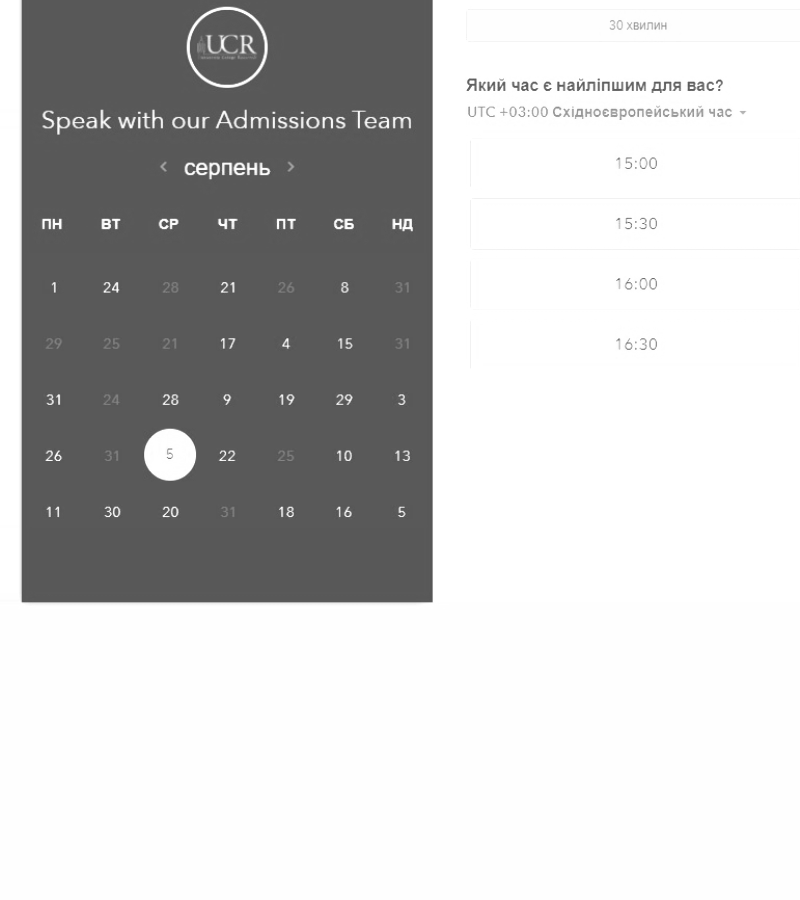 UCR
Speak with our Admissions Team
серпень
ПН ВТ СР ЧТ ПТ СБ НД
1 24 28 21 26 8 31
29 25 21 17 4 15 31
31 24 28 9 19 29 3
26 31 5 22 25 10 13
11 30 20 31 18 16 5
30 хвилин
Який час є найліпшим для вас?
UTC +03:00 Східноєвропейський час
15:00
15:30
16:00
16:30